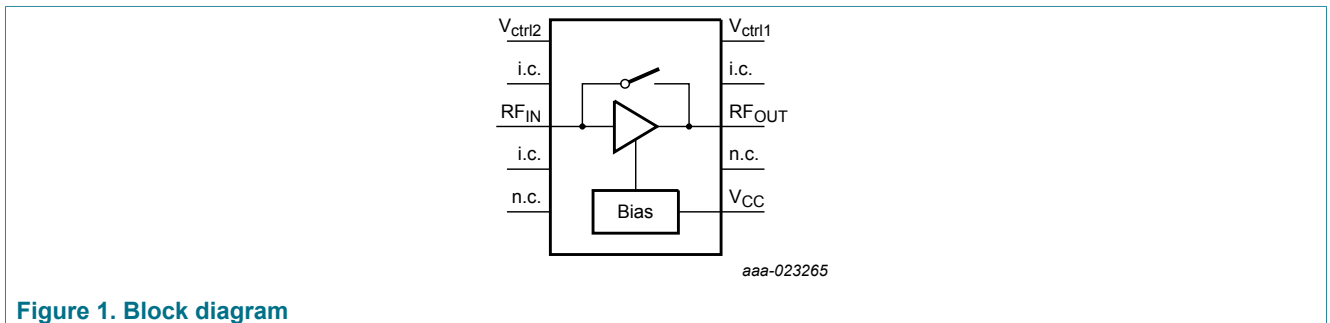 Vctrl2 Vctrl1
i.c. i.c.
RFIN RFOUT
i.c. n.c.
n.c. Bias VCC
aaa-023265
Figure 1. Block diagram